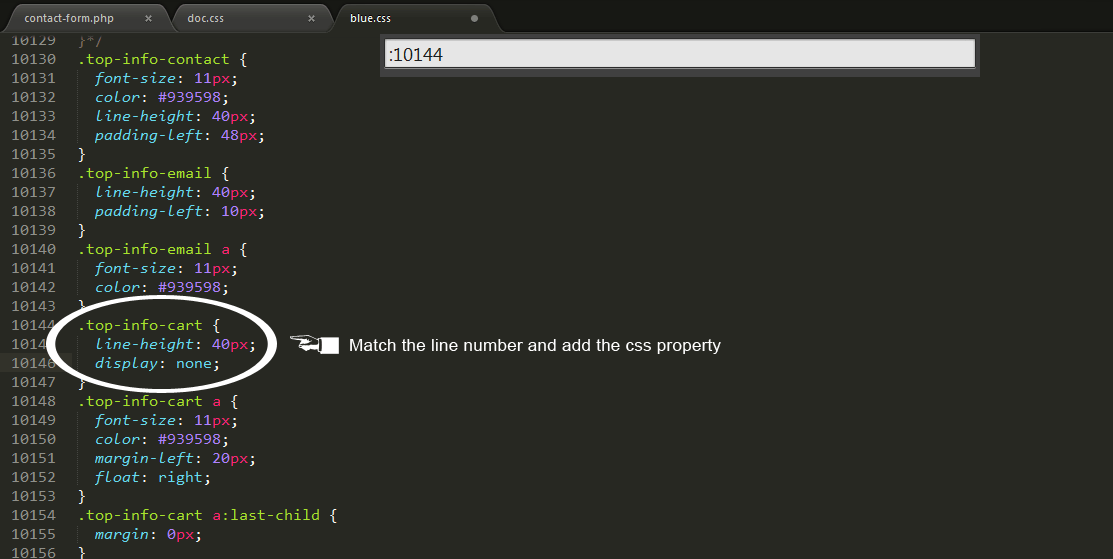 contact-form.php × doc.css × blue.css
:10144
10129 }*/
10130 .top-info-contact {
10131 font-size: 11px;
10132 color: #939598;
10133 line-height: 40px;
10134 padding-left: 48px;
10135 }
10136 .top-info-email {
10137 line-height: 40px;
10138 padding-left: 10px;
10139 }
10140 .top-info-email a {
10141 font-size: 11px;
10142 color: #939598;
10143 }
10144 .top-info-cart {
10145 line-height: 40px;
Match the line number and add the css property
10146 display: none;
10147 }
10148 .top-info-cart a {
10149 font-size: 11px;
10150 color: #939598;
10151 margin-left: 20px;
10152 float: right;
10153 }
10154 .top-info-cart a:last-child {
10155 margin: 0px;
10156 }